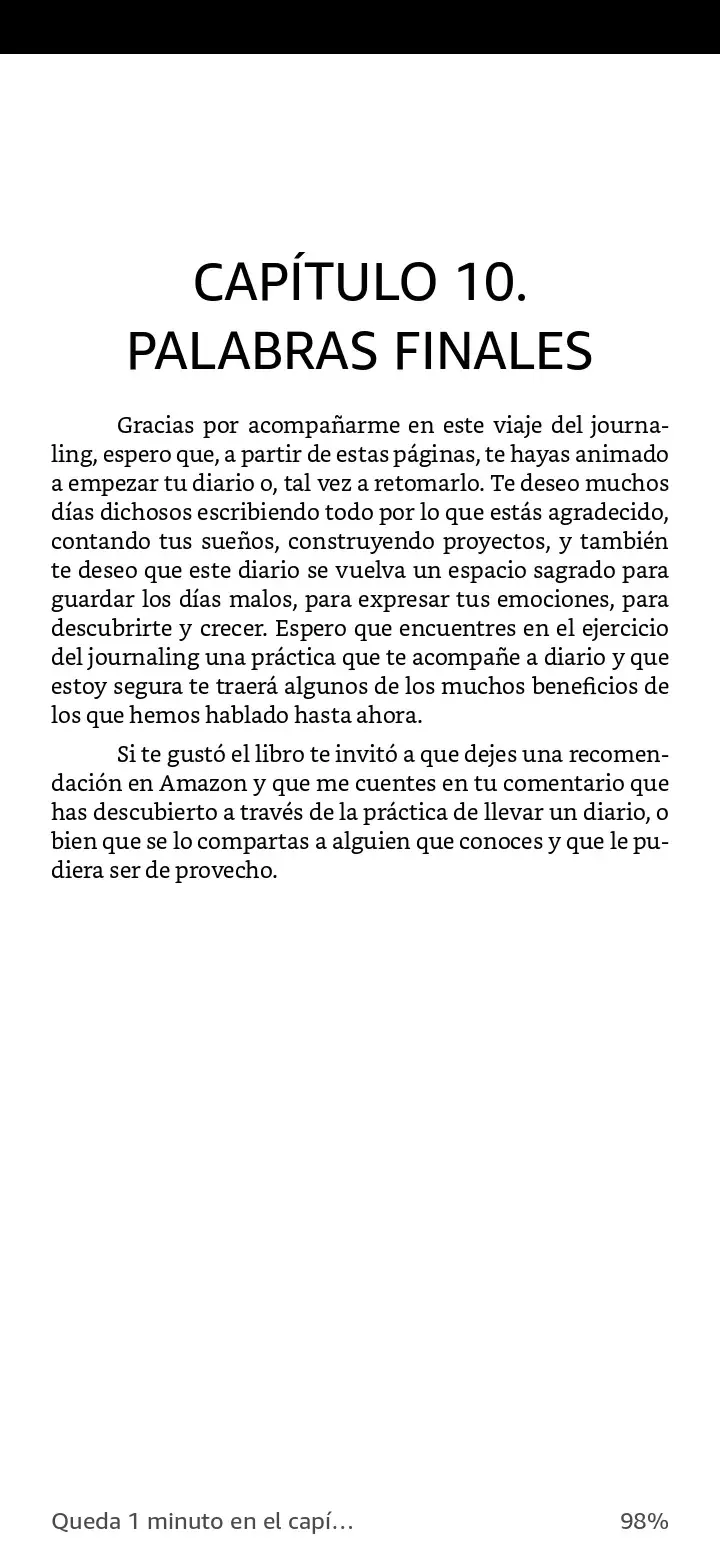 CAPÍTULO 10.
PALABRAS FINALES
Gracias por acompañarme en este viaje del journa-
ling, espero que, a partir de estas páginas, te hayas animado
a empezar tu diario o, tal vez a retomarlo. Te deseo muchos
días dichosos escribiendo todo por lo que estás agradecido,
contando tus sueños, construyendo proyectos, y también
te deseo que este diario se vuelva un espacio sagrado para
guardar los días malos, para expresar tus emociones, para
descubrirte y crecer. Espero que encuentres en el ejercicio
del journaling una práctica que te acompañe a diario y que
estoy segura te traerá algunos de los muchos beneficios de
los que hemos hablado hasta ahora.
Si te gustó el libro te invitó a que dejes una recomen-
dación en Amazon y que me cuentes en tu comentario que
has descubierto a través de la práctica de llevar un diario, o
bien que se lo compartas a alguien que conoces y que le pu-
diera ser de provecho.
Queda 1 minuto en el capí… 98%